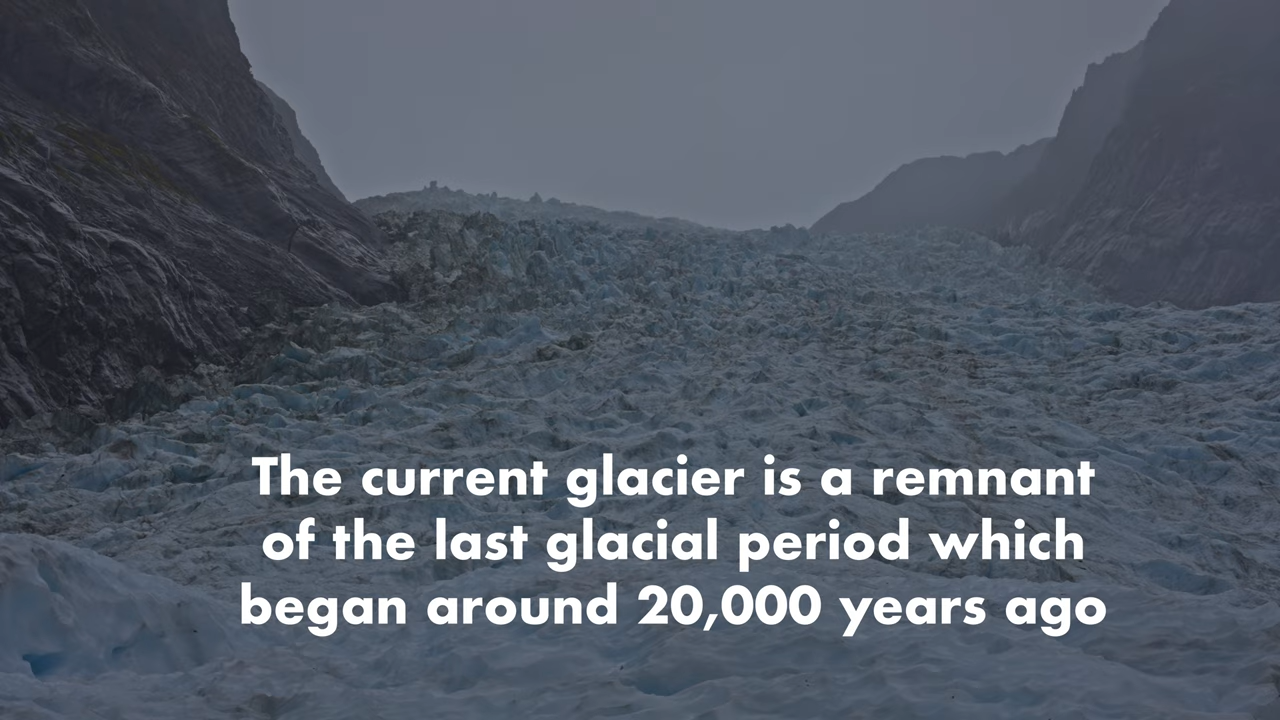 The current glacier is a remnant
of the last glacial period which
began around 20,000 years ago